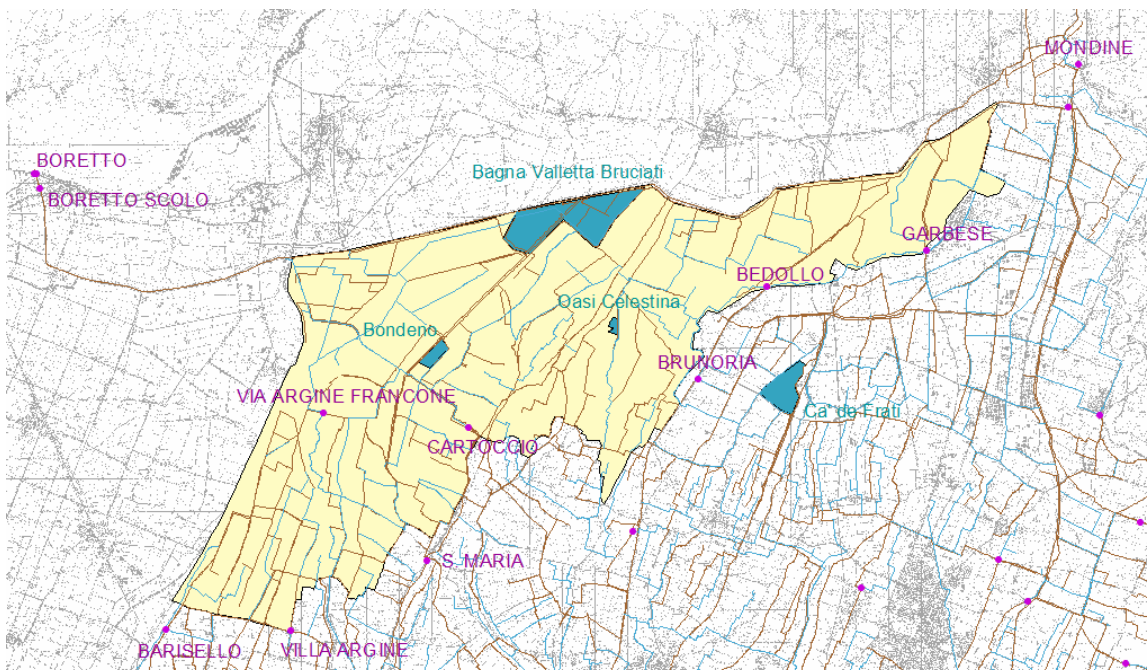 MONDINE
BORETTO
Bagna Valletta Bruciati
BORETTO SCOLO
GARBESE
BEDOLLO
Oasi Celestina
Bondeno
BRUNORIA
VIA ARGINE FRANCONE
Ca' de Frati
CARTOCCIO
S. MARIA
BARISELLO
VILLA ARGINE